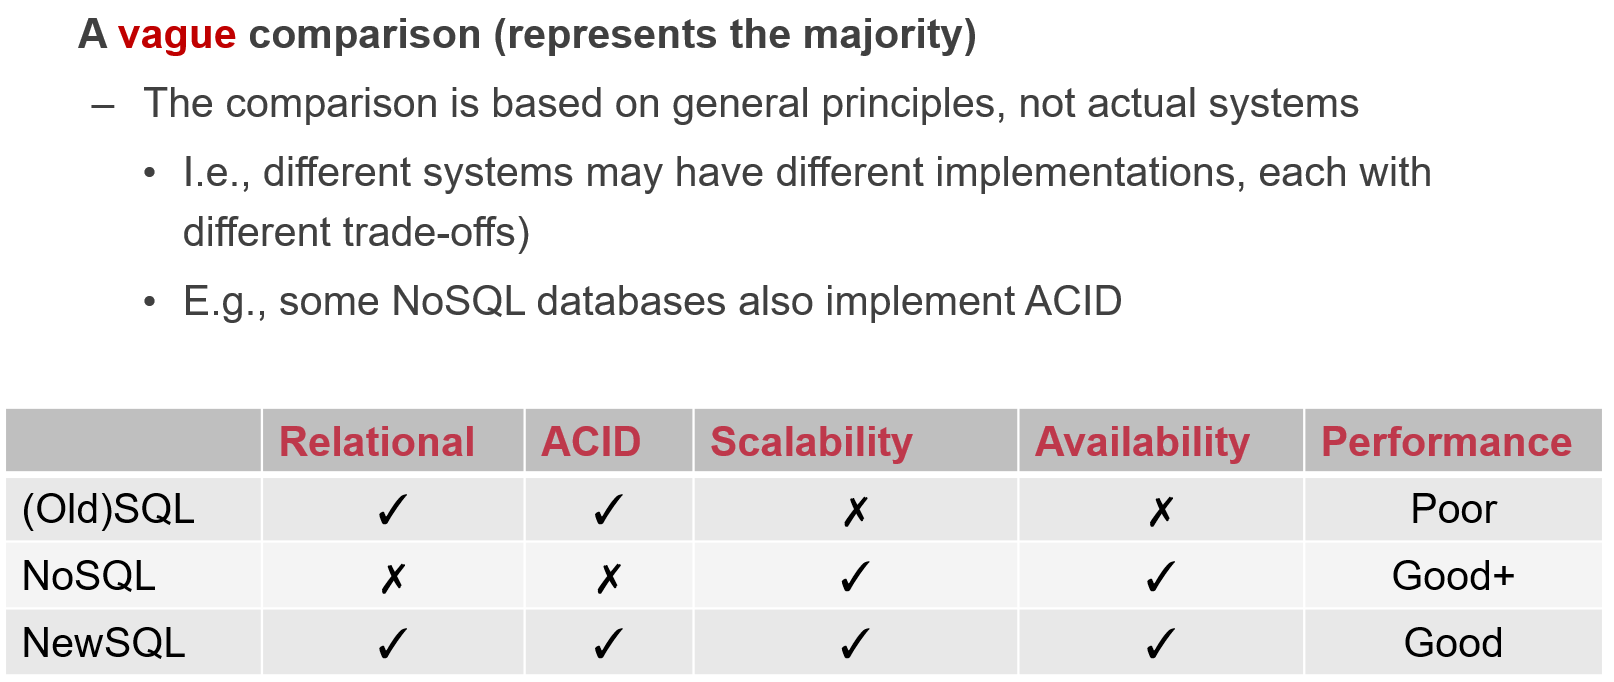 A vague comparison (represents the majority)
– The comparison is based on general principles, not actual systems
• I.e., different systems may have different implementations, each with
different trade-offs)
• E.g., some NoSQL databases also implement ACID
Relational ACID Scalability Availability Performance
(Old)SQL ✓ ✓ ✗ ✗ Poor
NoSQL ✗ ✗ ✓ ✓ Good+
NewSQL ✓ ✓ ✓ ✓ Good